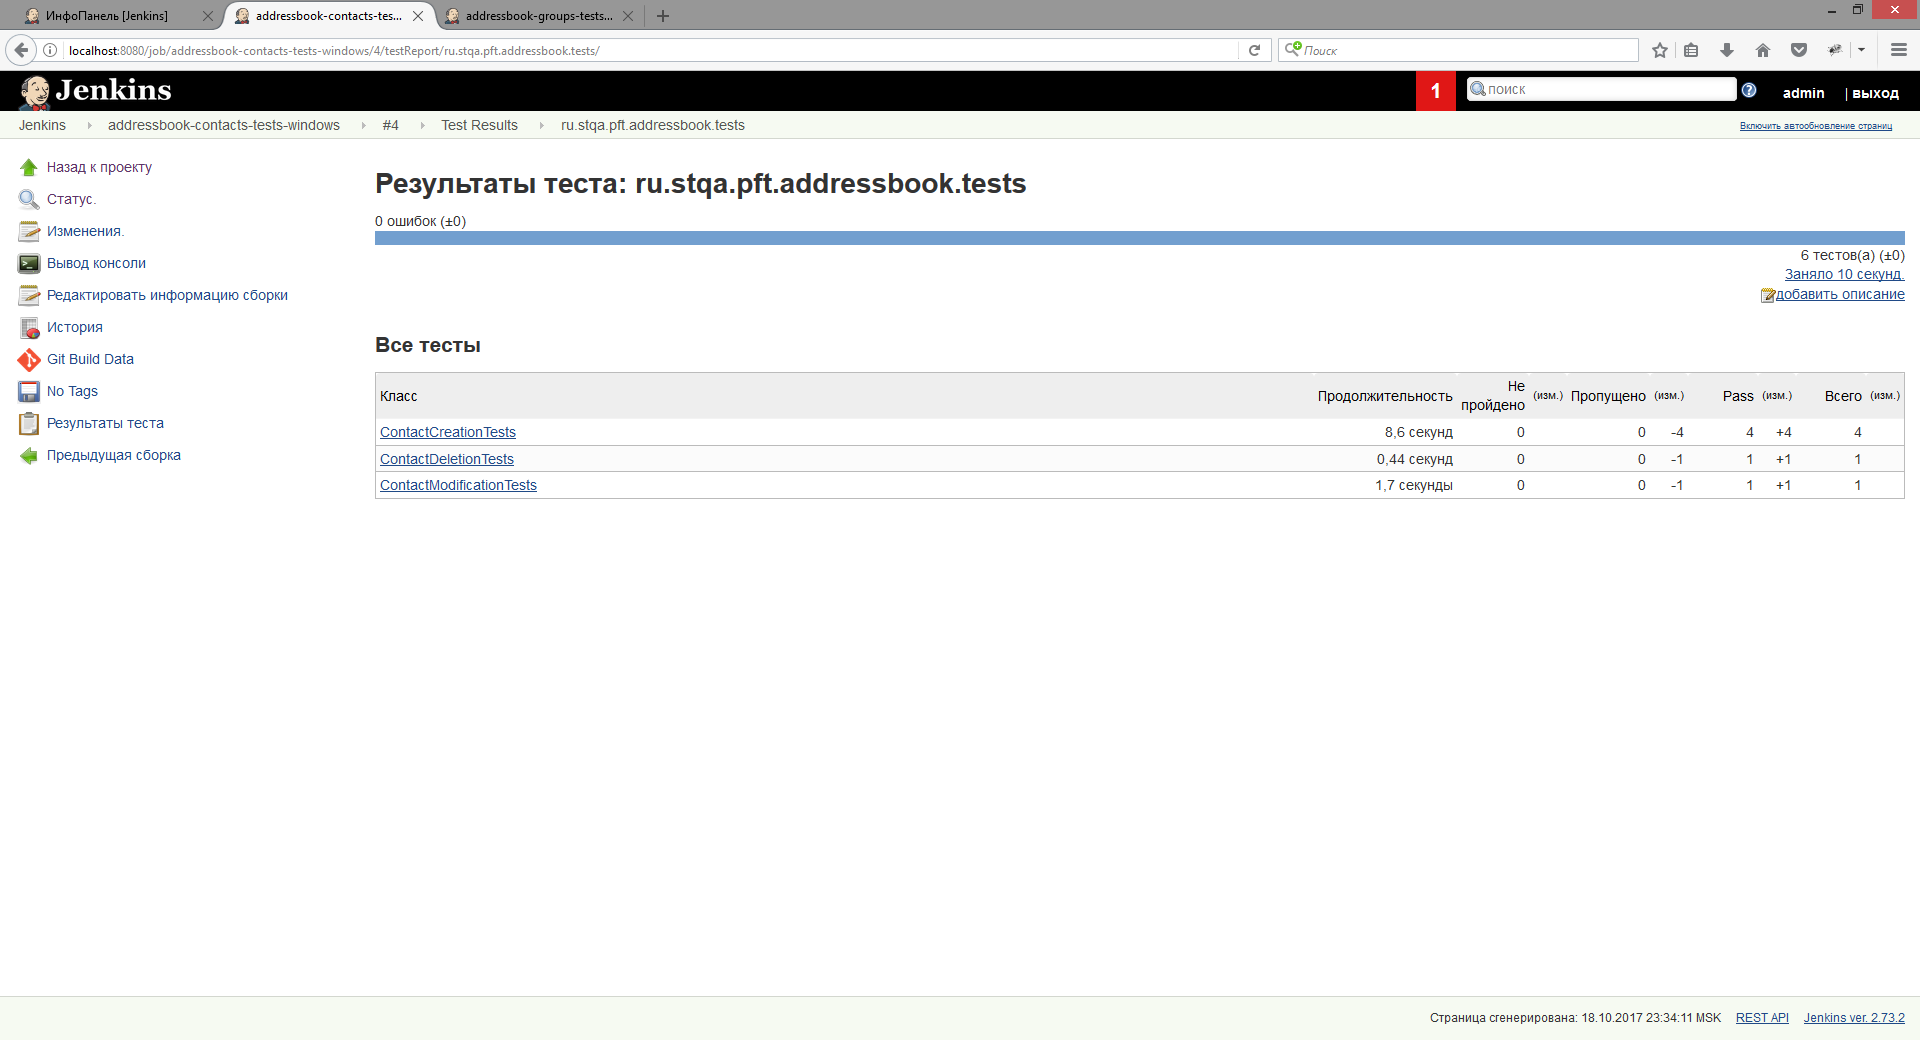 ИнфоПанель [Jenkins]
addressbook-contacts-tes...
addressbook-groups-tests...
localhost:8080/job/addressbook-contacts-tests-windows/4/testReport/ru.stqa.pft.addressbook.tests/
Поиск
Jenkins
1
поиск
admin
| выход
Jenkins
addressbook-contacts-tests-windows
#4
Test Results
ru.stqa.pft.addressbook.tests
Включить автообновление страниц
Назад к проекту
Статус.
Изменения.
Вывод консоли
Редактировать информацию сборки
История
Git Build Data
No Tags
Результаты теста
Предыдущая сборка
Результаты теста: ru.stqa.pft.addressbook.tests
0 ошибок (±0)
6 тестов(а) (±0)
Заняло 10 секунд.
добавить описание
Все тесты
Класс Продолжительность Не пройдено (изм.) Пропущено (изм.) Pass (изм.) Всего (изм.)
ContactCreationTests 8,6 секунд 0 0 -4 4 +4 4
ContactDeletionTests 0,44 секунд 0 0 -1 1 +1 1
ContactModificationTests 1,7 секунды 0 0 -1 1 +1 1
Страница сгенерирована: 18.10.2017 23:34:11 MSK REST API Jenkins ver. 2.73.2